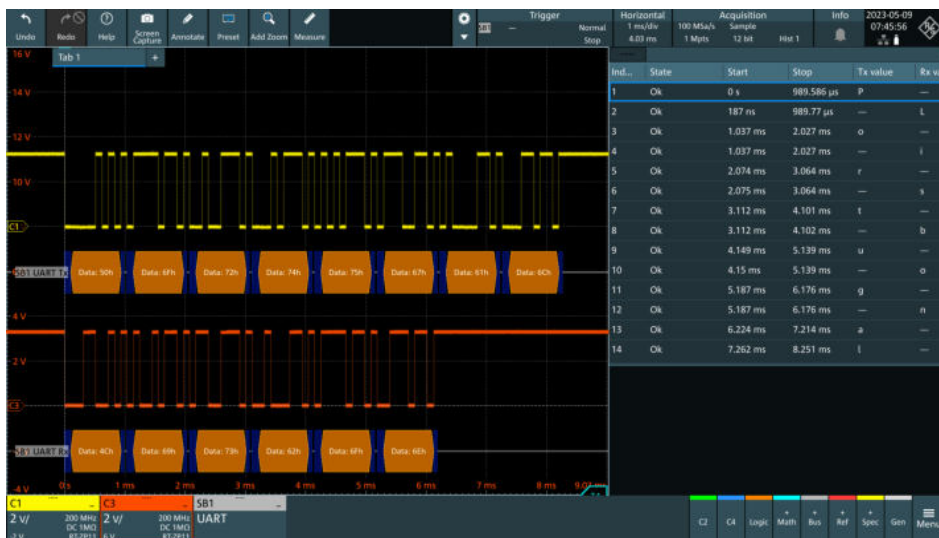 Undo Redo Help Screen Capture Annotate Preset Add Zoom Measure
SB1 — Trigger Normal Stop
Horizontal 1 ms/div 4.03 ms
Acquisition 100 MSa/s Sample 1 Mpts 12 bit Hist 1
Info
2023-05-09
07:45:56
Tab 1 +
16 V
14 V
12 V
10 V
C1
SB1 UART Tx Data: 50h Data: 6Fh Data: 72h Data: 74h Data: 75h Data: 67h Data: 61h Data: 6Ch
4 V
2 V
C3
SB1 UART Rx Data: 4Ch Data: 69h Data: 73h Data: 62h Data: 6Fh Data: 6Eh
-4 V 0 s 1 ms 2 ms 3 ms 4 ms 5 ms 6 ms 7 ms 8 ms
Ind... State Start Stop Tx value Rx v
1 Ok 0 s 989.586 µs P —
2 Ok 187 ns 989.77 µs — L
3 Ok 1.037 ms 2.027 ms o —
4 Ok 1.037 ms 2.027 ms — i
5 Ok 2.074 ms 3.064 ms r —
6 Ok 2.075 ms 3.064 ms — s
7 Ok 3.112 ms 4.101 ms t —
8 Ok 3.112 ms 4.102 ms — b
9 Ok 4.149 ms 5.139 ms u —
10 Ok 4.15 ms 5.139 ms — o
11 Ok 5.187 ms 6.176 ms g —
12 Ok 5.187 ms 6.176 ms — n
13 Ok 6.224 ms 7.214 ms a —
14 Ok 7.262 ms 8.251 ms l —
C1 C3 SB1
2 V/ 200 MHz 2 V/ 200 MHz UART
DC 1MΩ DC 1MΩ
C2 C4 Logic Math Bus Ref Spec Gen Menu